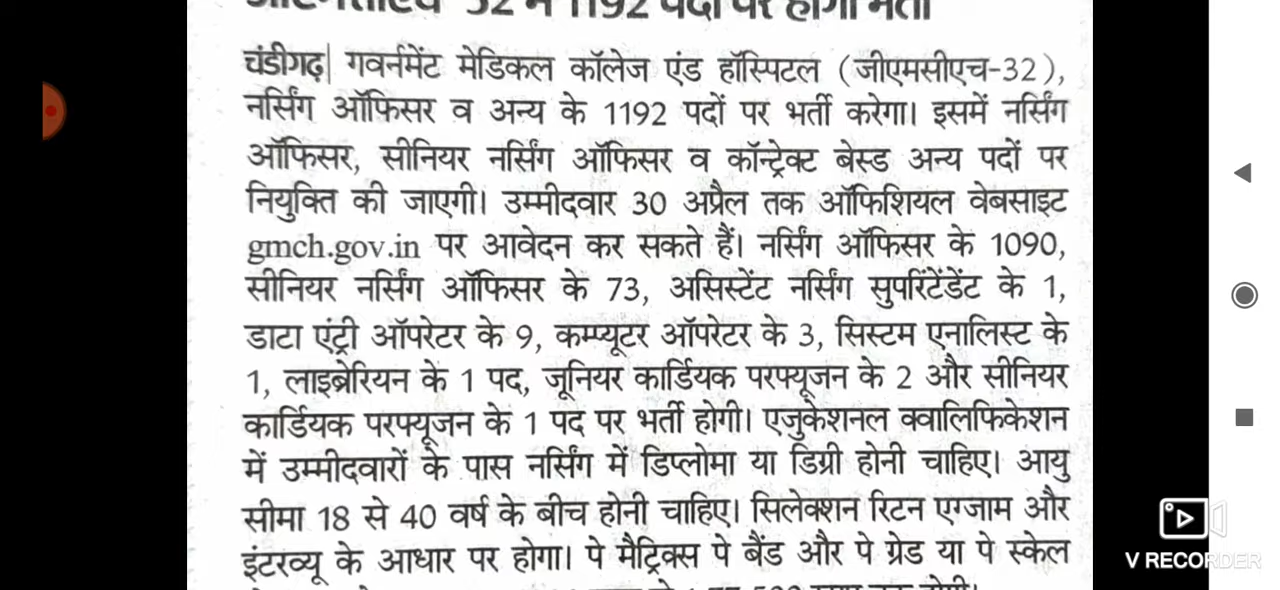 52 में 1192 पदों पर होगी भर्ती
चंडीगढ़| गवर्नमेंट मेडिकल कॉलेज एंड हॉस्पिटल (जीएमसीएच-32),
नर्सिंग ऑफिसर व अन्य के 1192 पदों पर भर्ती करेगा। इसमें नर्सिंग
ऑफिसर, सीनियर नर्सिंग ऑफिसर व कॉन्ट्रेक्ट बेस्ड अन्य पदों पर
नियुक्ति की जाएगी। उम्मीदवार 30 अप्रैल तक ऑफिशियल वेबसाइट
gmch.gov.in पर आवेदन कर सकते हैं। नर्सिंग ऑफिसर के 1090,
सीनियर नर्सिंग ऑफिसर के 73, असिस्टेंट नर्सिंग सुपरिंटेंडेंट के 1,
डाटा एंट्री ऑपरेटर के 9, कम्प्यूटर ऑपरेटर के 3, सिस्टम एनालिस्ट के
1, लाइब्रेरियन के 1 पद, जूनियर कार्डियक परफ्यूजन के 2 और सीनियर
कार्डियक परफ्यूजन के 1 पद पर भर्ती होगी। एजुकेशनल क्वालिफिकेशन
में उम्मीदवारों के पास नर्सिंग में डिप्लोमा या डिग्री होनी चाहिए। आयु
सीमा 18 से 40 वर्ष के बीच होनी चाहिए। सिलेक्शन रिटन एग्जाम और
इंटरव्यू के आधार पर होगा। पे मैट्रिक्स पे बैंड और पे ग्रेड या पे स्केल
V RECORDER